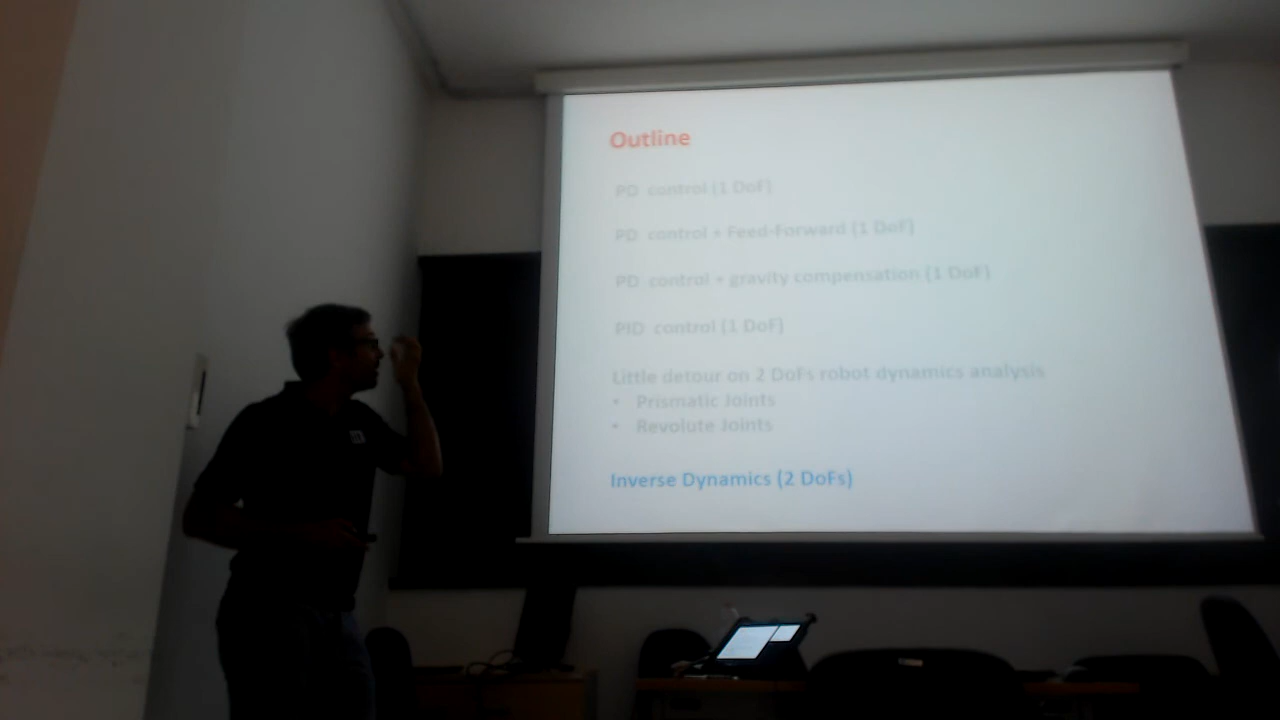 Outline
PD control (1 DoF)
PD control + Feed-Forward (1 DoF)
PD control + gravity compensation (1 DoF)
PID control (1 DoF)
Little detour on 2 DoFs robot dynamics analysis
• Prismatic Joints
• Revolute Joints
Inverse Dynamics (2 DoFs)